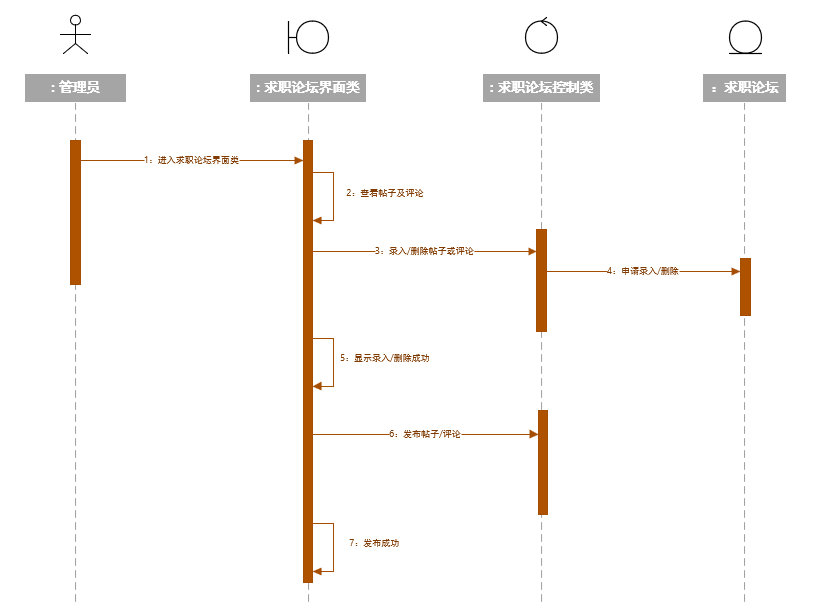 : 管理员
: 求职论坛界面类
: 求职论坛控制类
： 求职论坛
1：进入求职论坛界面类
2：查看帖子及评论
3：录入/删除帖子或评论
4：申请录入/删除
5：显示录入/删除成功
6：发布帖子/评论
7：发布成功